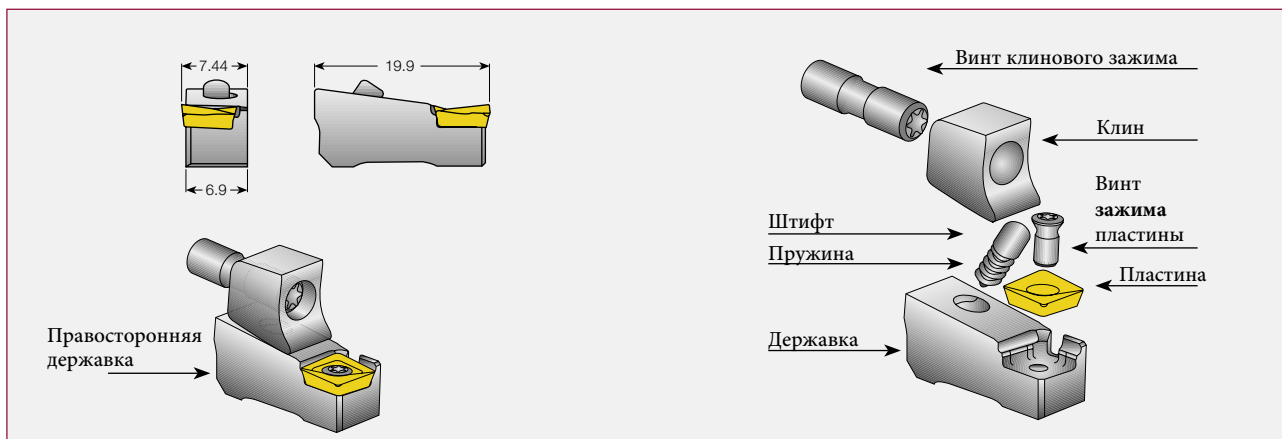 7.44
19.9
6.9
Правосторонняя
державка
Винт клинового зажима
Клин
Винт
зажима
пластины
Штифт
Пружина
Пластина
Державка